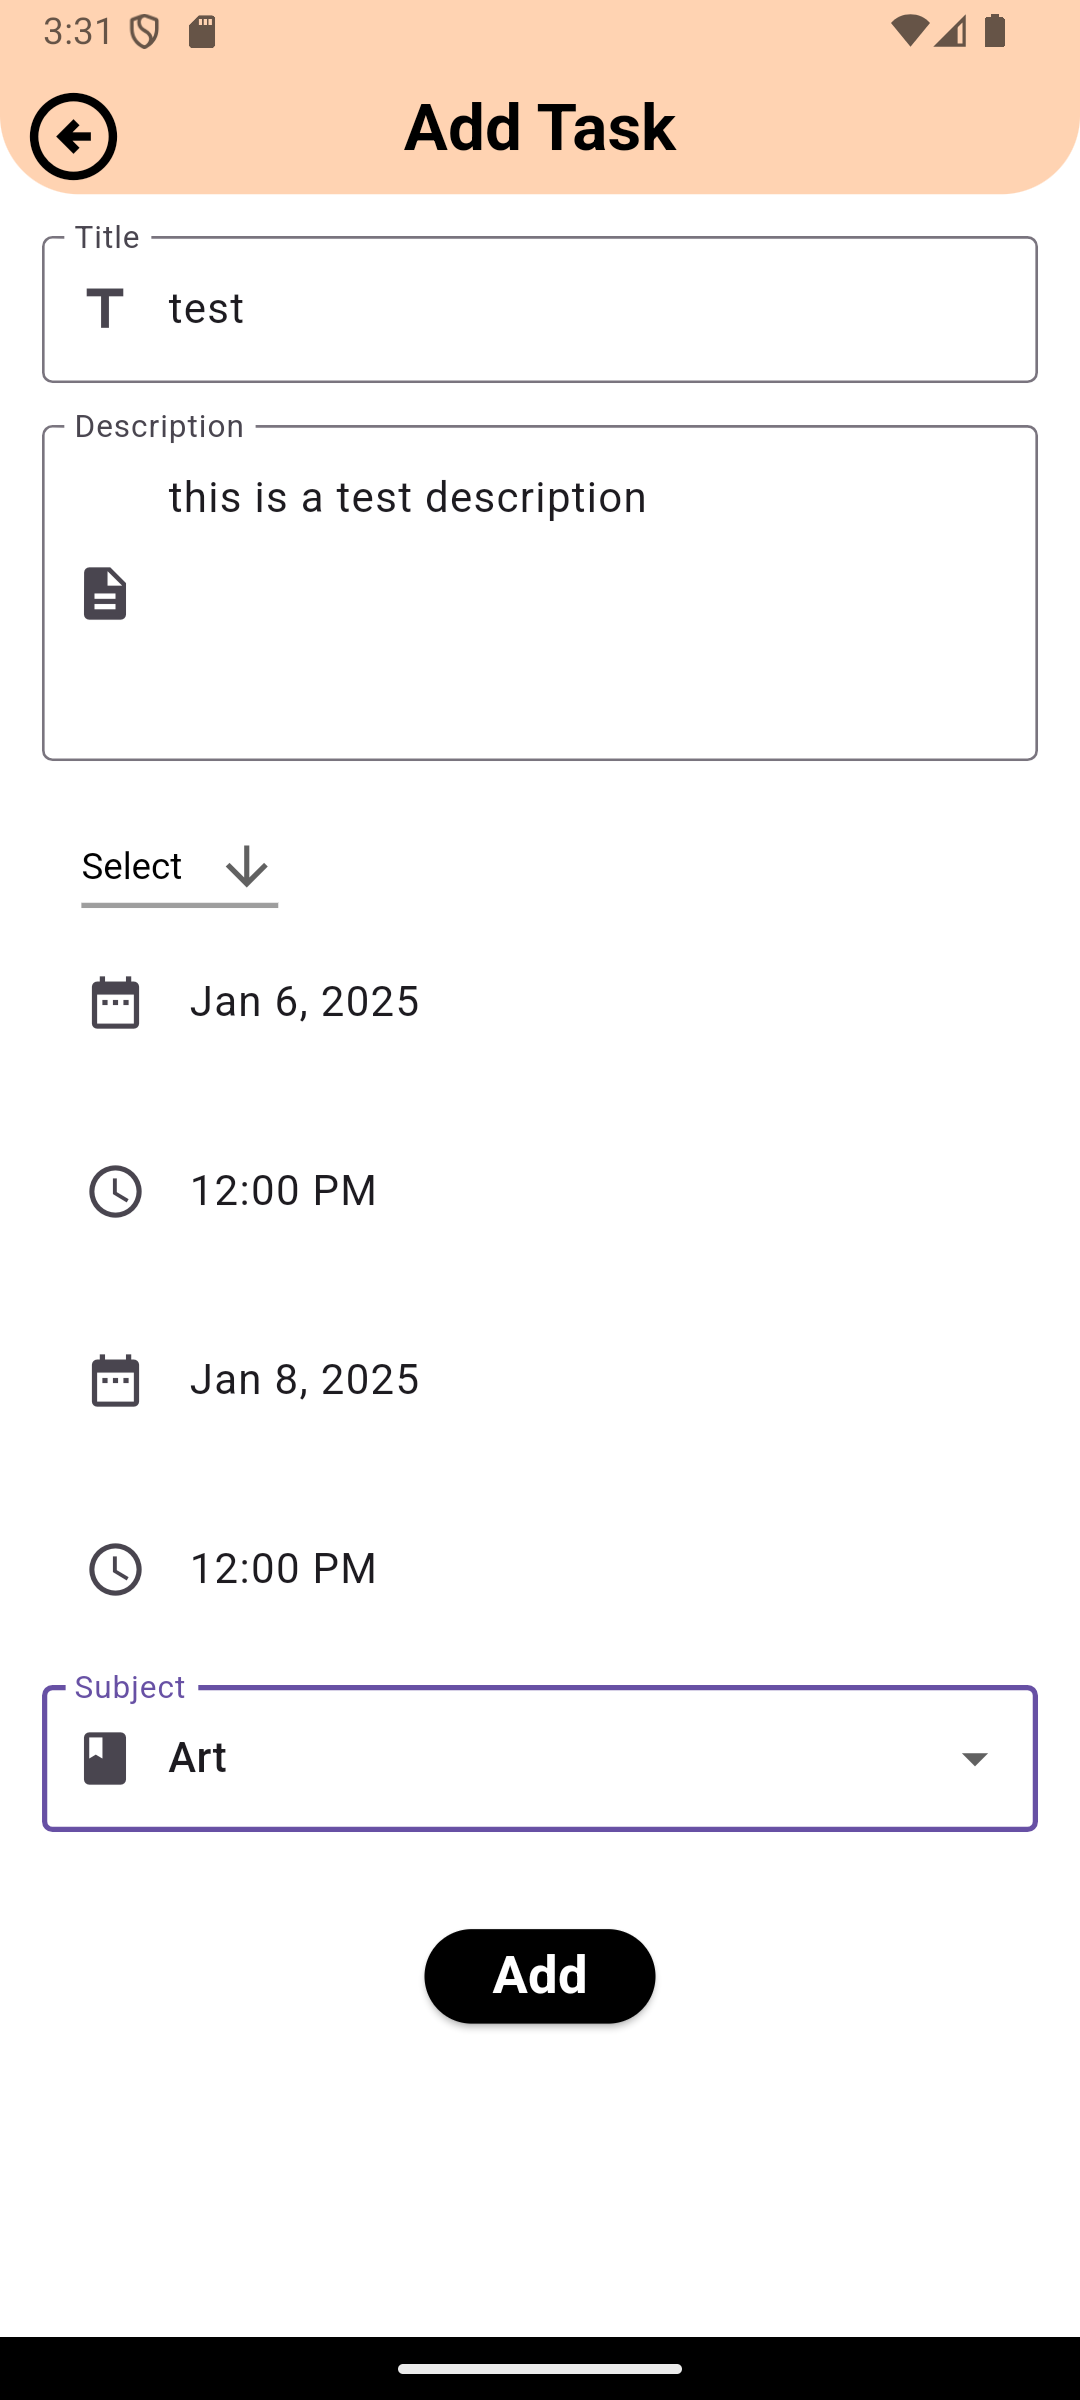 3:31
Add Task
Title
test
Description
this is a test description
Select
Jan 6, 2025
12:00 PM
Jan 8, 2025
12:00 PM
Subject
Art
Add